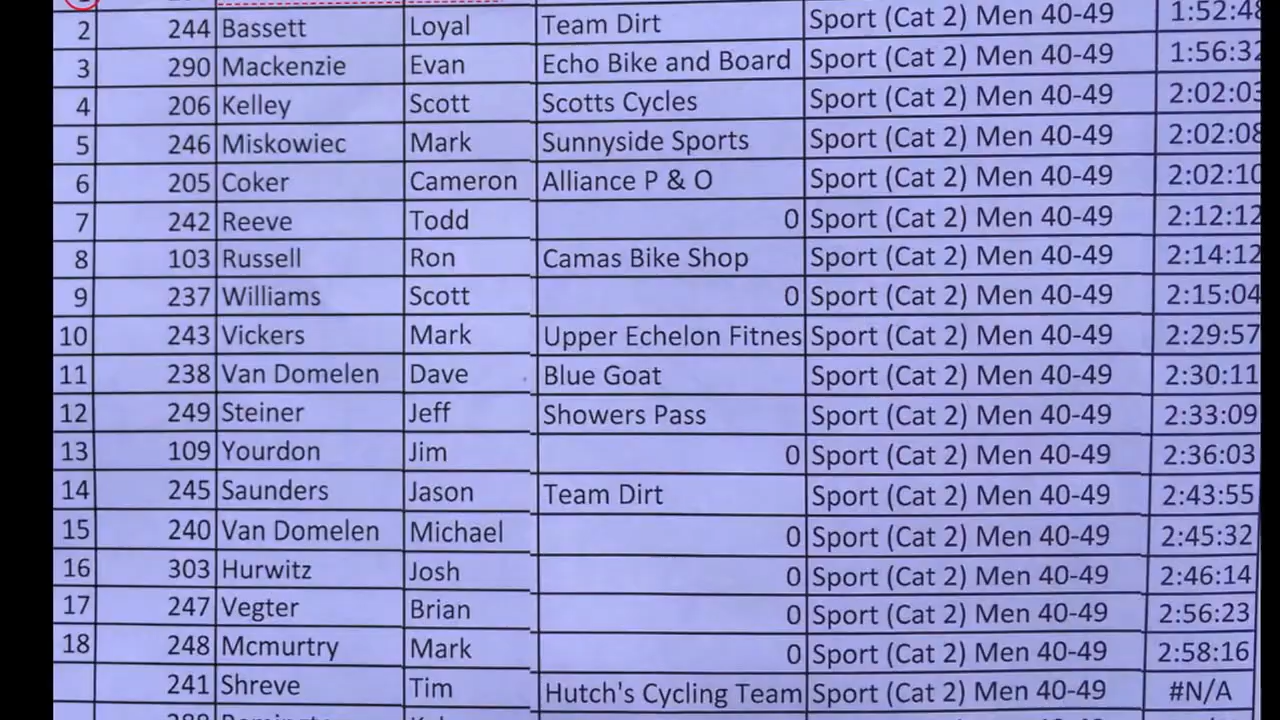 2 244 Bassett Loyal Team Dirt Sport (Cat 2) Men 40-49 1:52:48
3 290 Mackenzie Evan Echo Bike and Board Sport (Cat 2) Men 40-49 1:56:32
4 206 Kelley Scott Scotts Cycles Sport (Cat 2) Men 40-49 2:02:03
5 246 Miskowiec Mark Sunnyside Sports Sport (Cat 2) Men 40-49 2:02:08
6 205 Coker Cameron Alliance P & O Sport (Cat 2) Men 40-49 2:02:10
7 242 Reeve Todd 0 Sport (Cat 2) Men 40-49 2:12:12
8 103 Russell Ron Camas Bike Shop Sport (Cat 2) Men 40-49 2:14:12
9 237 Williams Scott 0 Sport (Cat 2) Men 40-49 2:15:04
10 243 Vickers Mark Upper Echelon Fitnes Sport (Cat 2) Men 40-49 2:29:57
11 238 Van Domelen Dave Blue Goat Sport (Cat 2) Men 40-49 2:30:11
12 249 Steiner Jeff Showers Pass Sport (Cat 2) Men 40-49 2:33:09
13 109 Yourdon Jim 0 Sport (Cat 2) Men 40-49 2:36:03
14 245 Saunders Jason Team Dirt Sport (Cat 2) Men 40-49 2:43:55
15 240 Van Domelen Michael 0 Sport (Cat 2) Men 40-49 2:45:32
16 303 Hurwitz Josh 0 Sport (Cat 2) Men 40-49 2:46:14
17 247 Vegter Brian 0 Sport (Cat 2) Men 40-49 2:56:23
18 248 Mcmurtry Mark 0 Sport (Cat 2) Men 40-49 2:58:16
241 Shreve Tim Hutch's Cycling Team Sport (Cat 2) Men 40-49 #N/A